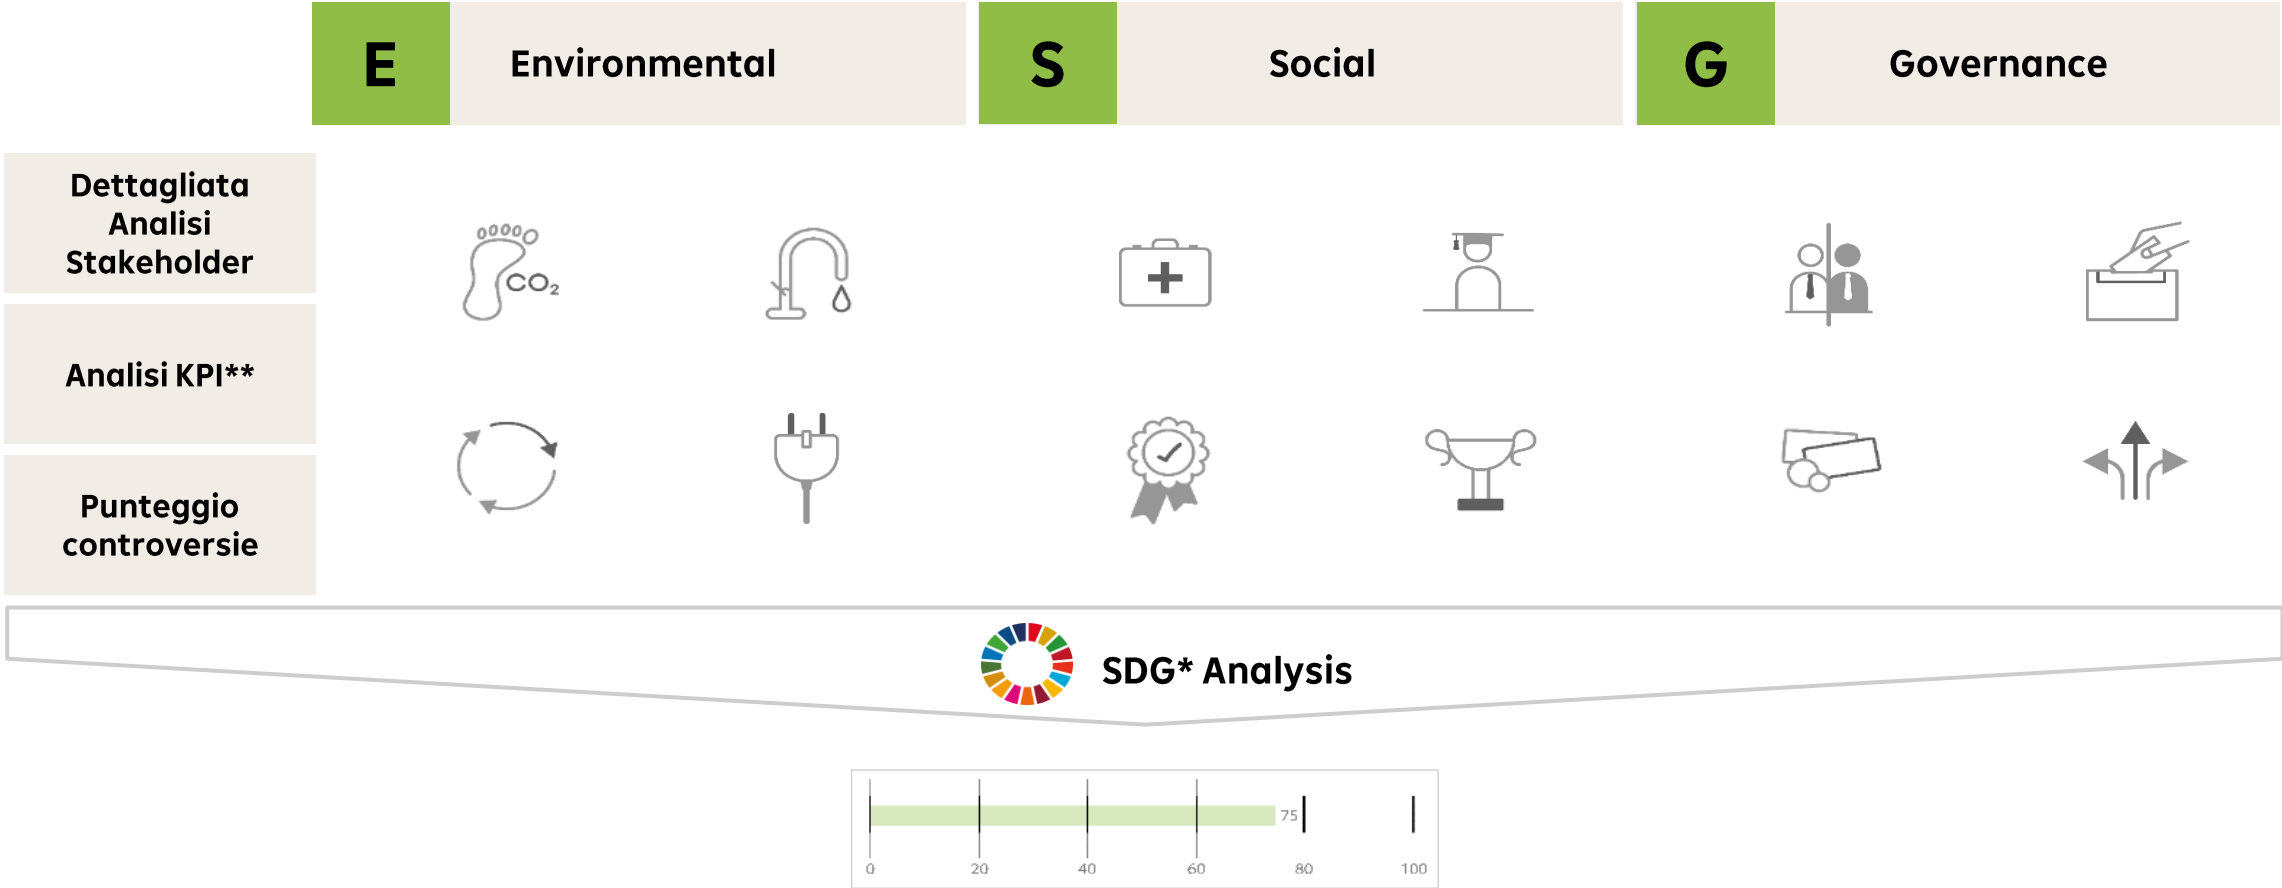 E
Environmental
S
Social
G
Governance
Dettagliata
Analisi
Stakeholder
CO₂
Analisi KPI**
Punteggio
controversie
SDG* Analysis
75
0 20 40 60 80 100